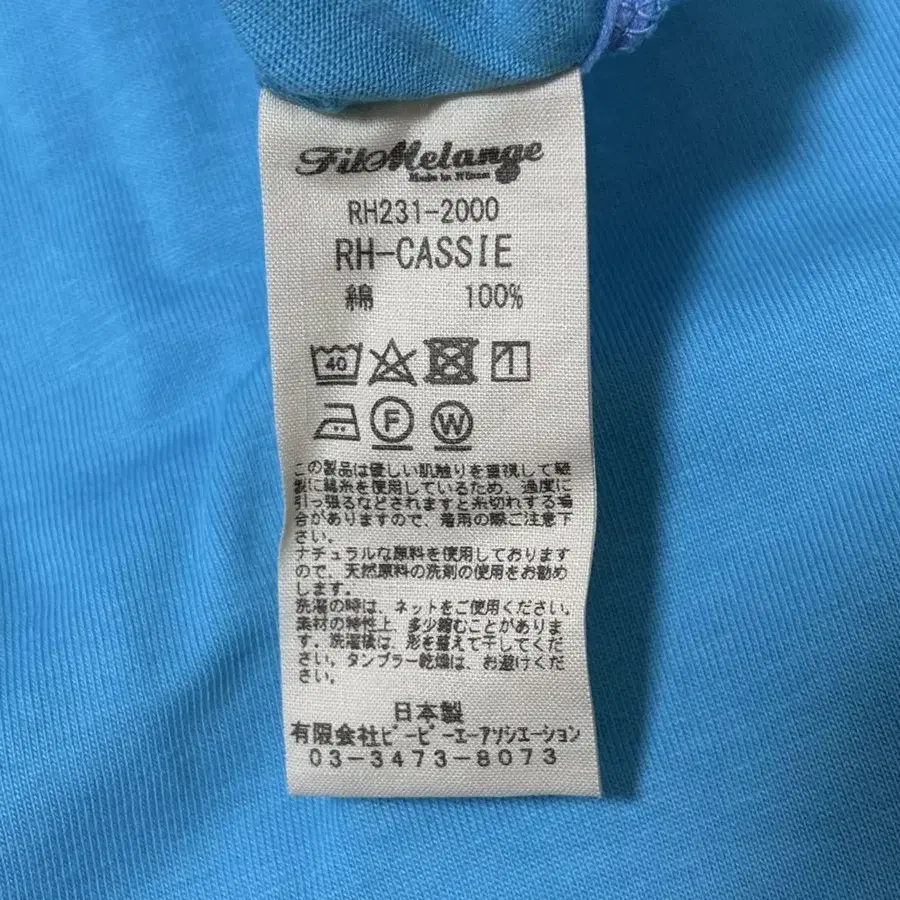 FilMelange
Made in Nihon
RH231-2000
RH-CASSIE
綿 100%
40
F W
この製品は優しい肌触りを重視して縫
製に綿糸を使用しているため、過度に
引っ張るなどされますと糸切れする場
合がありますので、着用の際ご注意下
さい。
ナチュラルな原料を使用しております
ので、天然原料の洗剤の使用をお勧め
します。
洗濯の時は、ネットをご使用ください。
素材の特性上、多少縮むことがありま
す。洗濯後は、形を整えて干してくだ
さい。タンブラー乾燥は、お避けくだ
さい。
日本製
有限会社ビービーエーアソシエーション
03-3473-8073